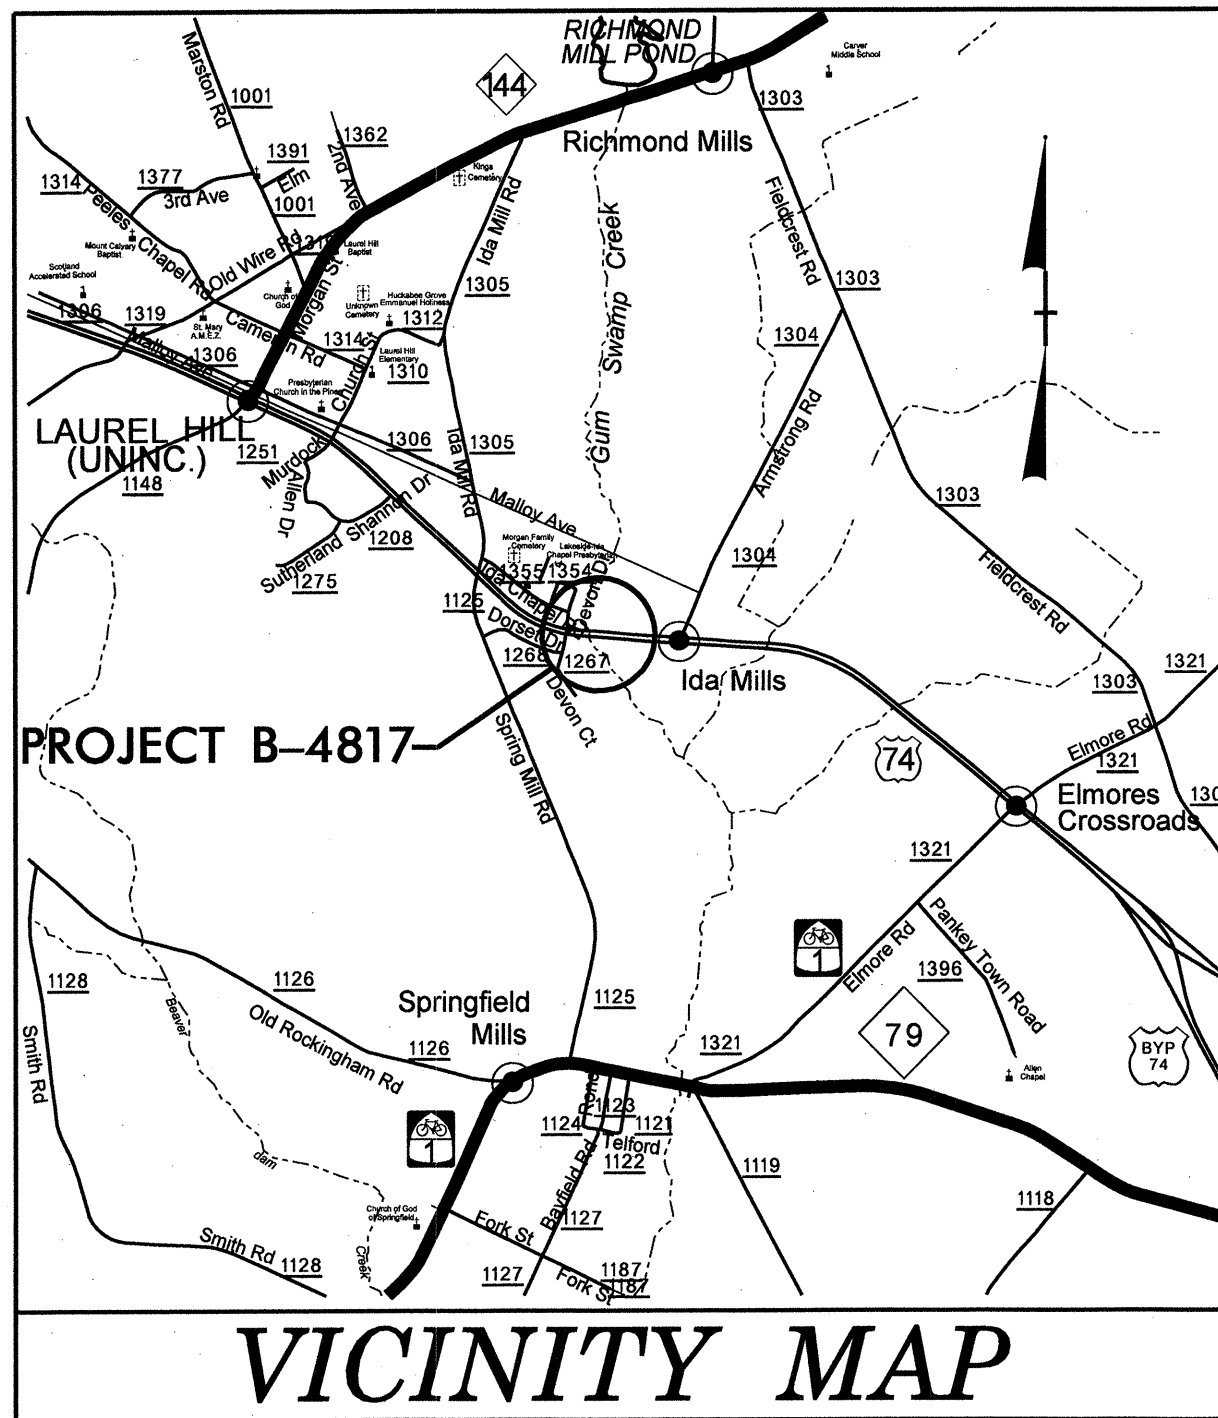 RICHMOND
MILL POND
Carver
Middle School
Marston Rd
144
1001
1303
1362
Richmond Mills
2nd Ave
1391
Elm
Kings
Cemetery
1377
3rd Ave
1314
Peeles Chapel Rd
1001
Ida Mill Rd
Fieldcrest Rd
Gum Swamp Creek
Mount Calvary
Baptist
Old Wire Rd
Laurel Hill
Baptist
Scotland
Accelerated School
1305
1303
Church of
God
Morgan St
Unknown
Cemetery
Huckabee Grove
Emmanuel Holiness
1306
1319
St. Mary
A.M.E.Z.
Cameron Rd
1314
1312
1304
Malloy Ave
1306
Church St
Laurel Hill
Elementary
1310
Presbyterian
Church in the Pines
Armstrong Rd
LAUREL HILL
(UNINC.)
1251
1306
Ida Mill Rd
1305
Murdock
1148
Allen Dr
Shannon Dr
Malloy Ave
1303
1208
Sutherland
1275
Morgan Family
Cemetery
Lakeside-Ida
Chapel Presbyterian
1304
1355
1354
Devon Dr
Ida Chapel Rd
Fieldcrest Rd
1125
Dorset Dr
1268
1267
Ida Mills
1303
1321
Devon Ct
PROJECT B-4817
Spring Mill Rd
74
Elmore Rd
1321
Elmores
Crossroads
1321
Pankey Town Road
1
Elmore Rd
1396
1128
1126
Springfield
Mills
1125
Beaver
Old Rockingham Rd
1126
1321
79
BYP
74
Smith Rd
Allen
Chapel
Rone
1123
1
1124
1121
Telford
1122
dam
Bayfield Rd
1119
1118
Church of God
of Springfield
Fork St
1127
Smith Rd
1128
Creek
1127
Fork St
1187
1187
VICINITY MAP